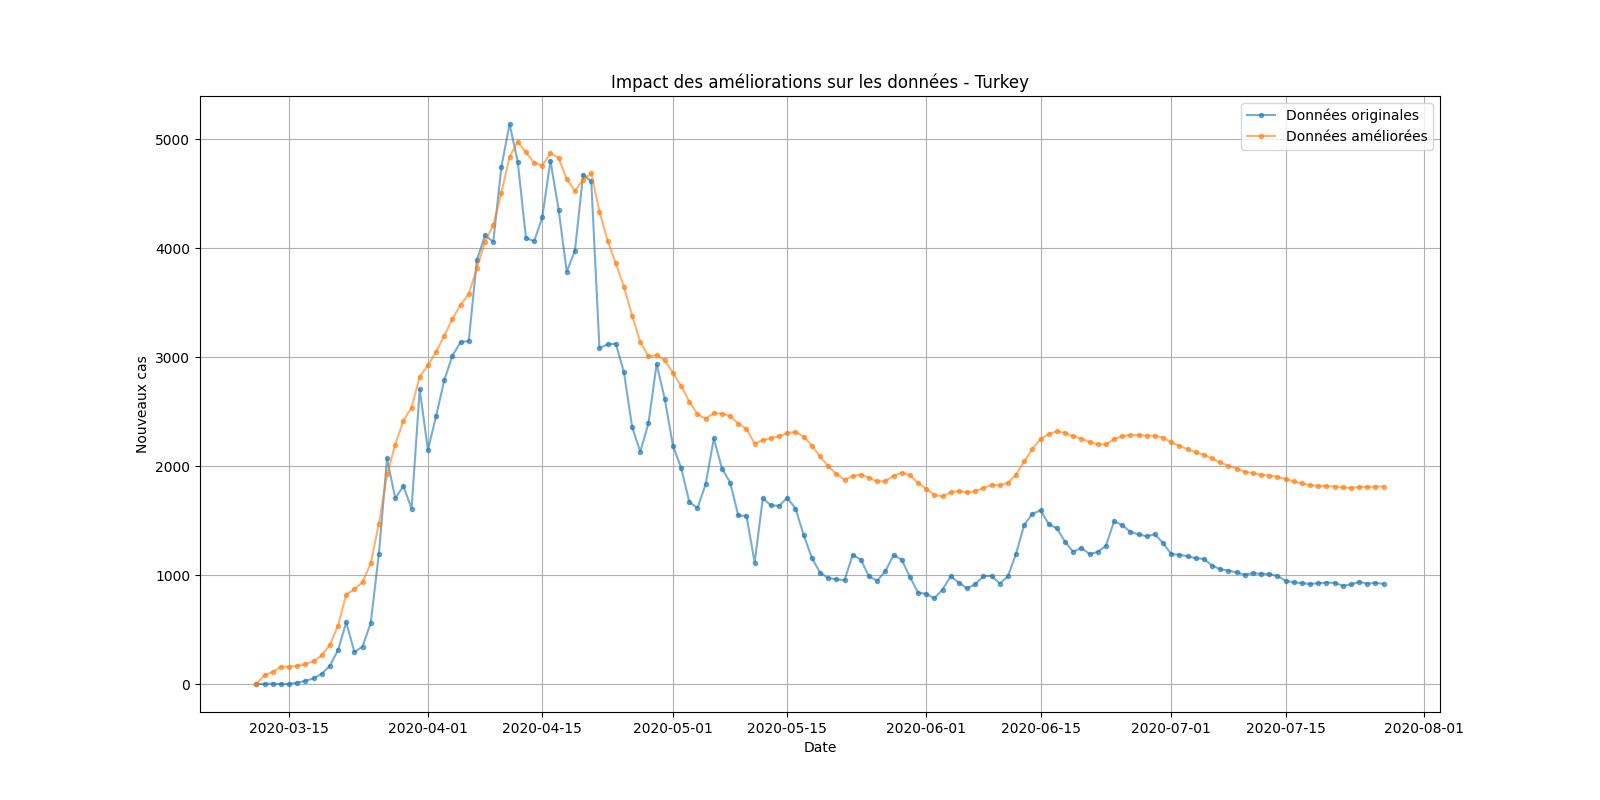 Impact des améliorations sur les données - Turkey
Données originales
Données améliorées
Nouveaux cas
5000
4000
3000
2000
1000
0
2020-03-15 2020-04-01 2020-04-15 2020-05-01 2020-05-15 2020-06-01 2020-06-15 2020-07-01 2020-07-15 2020-08-01
Date